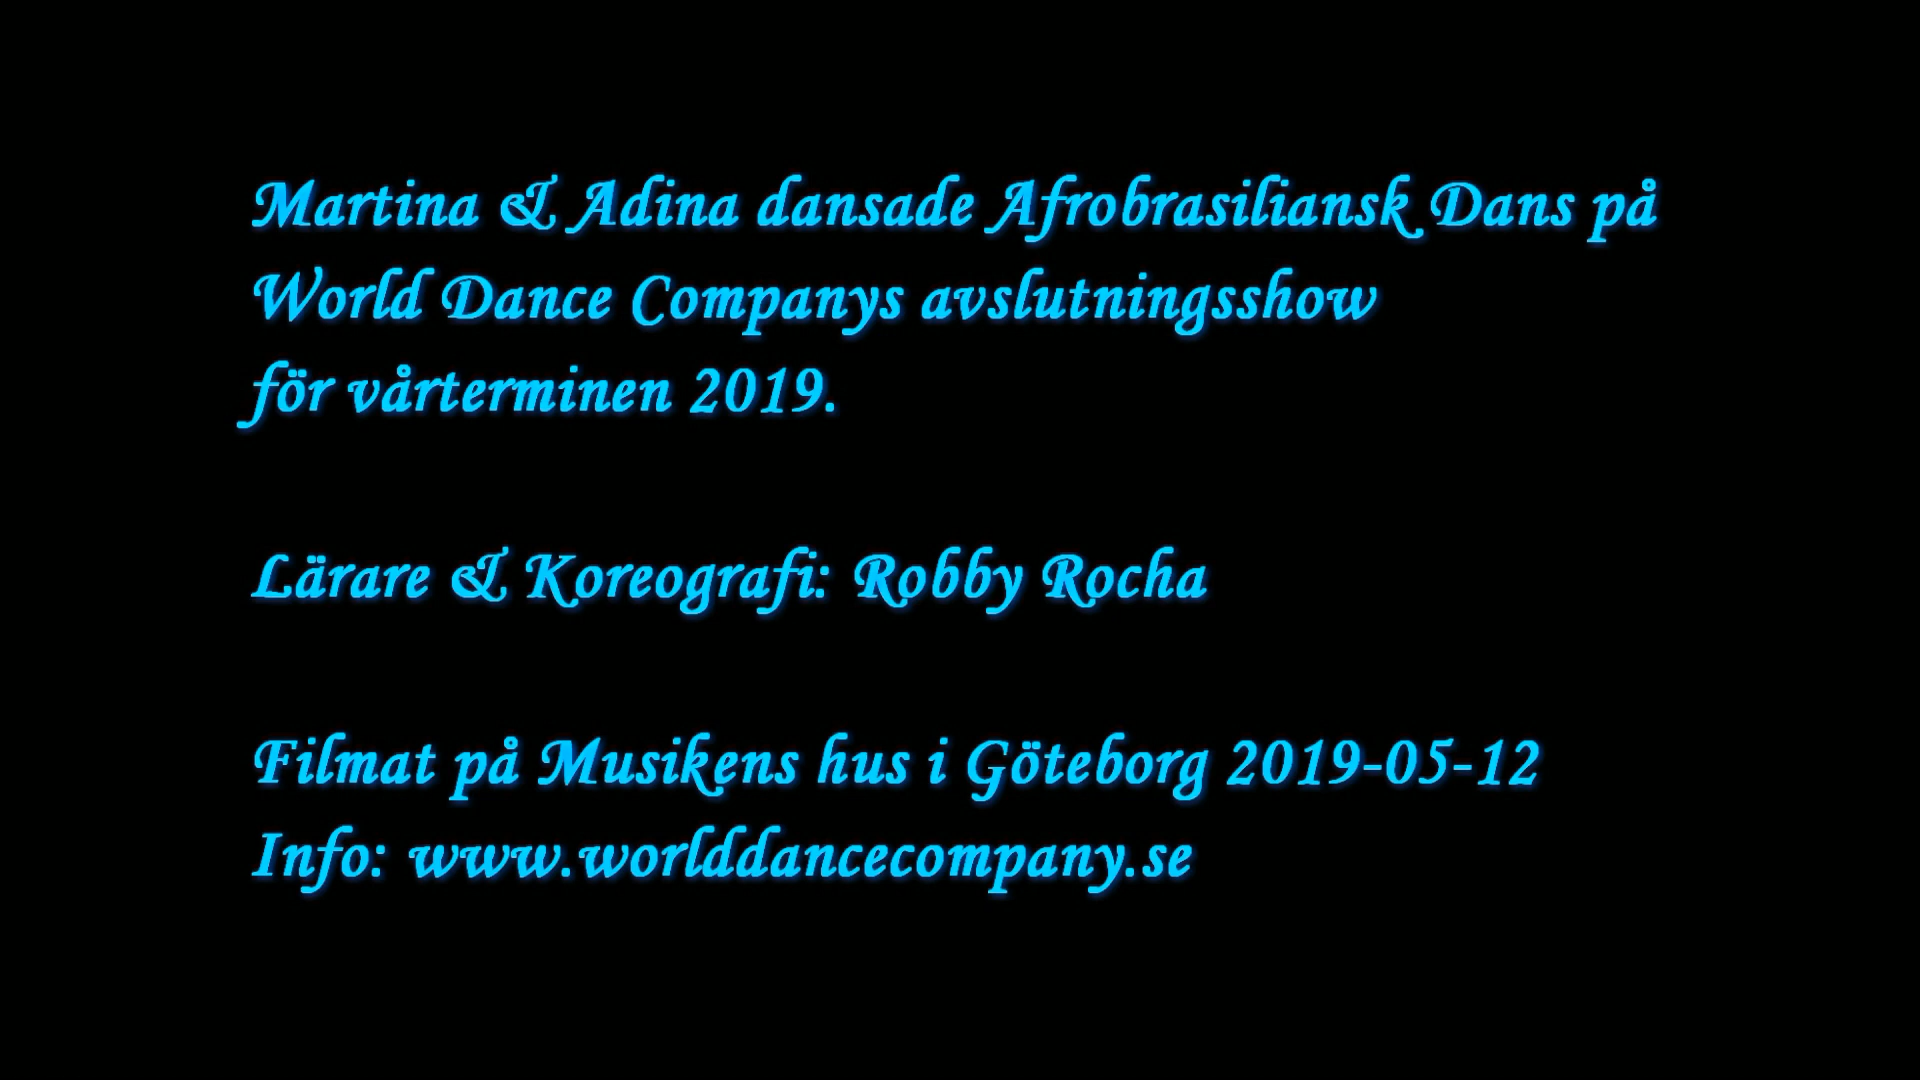 Martina & Adina dansade Afrobrasiliansk Dans på
World Dance Companys avslutningsshow
för vårterminen 2019.
Lärare & Koreografi: Robby Rocha
Filmat på Musikens hus i Göteborg 2019-05-12
Info: www.worlddancecompany.se